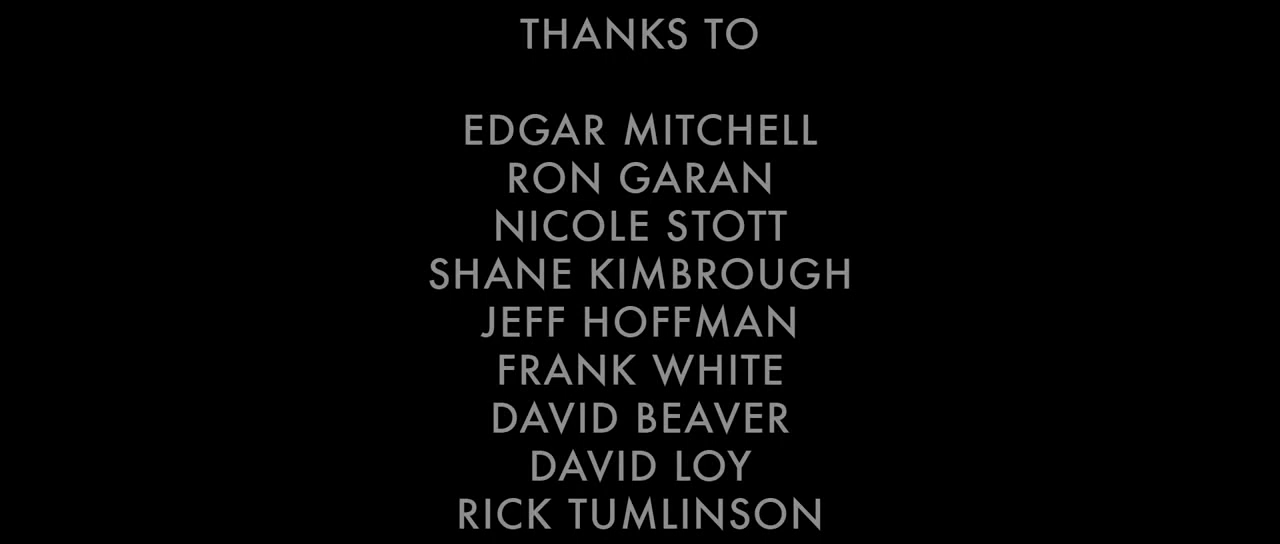 THANKS TO
EDGAR MITCHELL
RON GARAN
NICOLE STOTT
SHANE KIMBROUGH
JEFF HOFFMAN
FRANK WHITE
DAVID BEAVER
DAVID LOY
RICK TUMLINSON